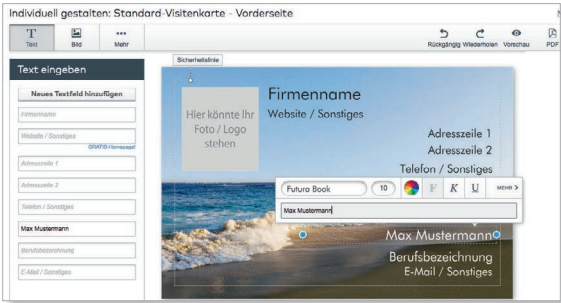 Individuell gestalten: Standard-Visitenkarte - Vorderseite
T
Text
Bild
Mehr
Rückgängig
Wiederholen
Vorschau
PDF
Text eingeben
Neues Textfeld hinzufügen
Firmenname
Website / Sonstiges
GRATIS-Homepage!
Adresszeile 1
Adresszeile 2
Telefon / Sonstiges
Max Mustermann
Berufsbezeichnung
E-Mail / Sonstiges
Sicherheitslinie
Hier könnte Ihr
Foto / Logo
stehen
Firmenname
Website / Sonstiges
Adresszeile 1
Adresszeile 2
Telefon / Sonstiges
Futura Book
10
F
K
U
MEHR
Max Mustermann
Max Mustermann
Berufsbezeichnung
E-Mail / Sonstiges